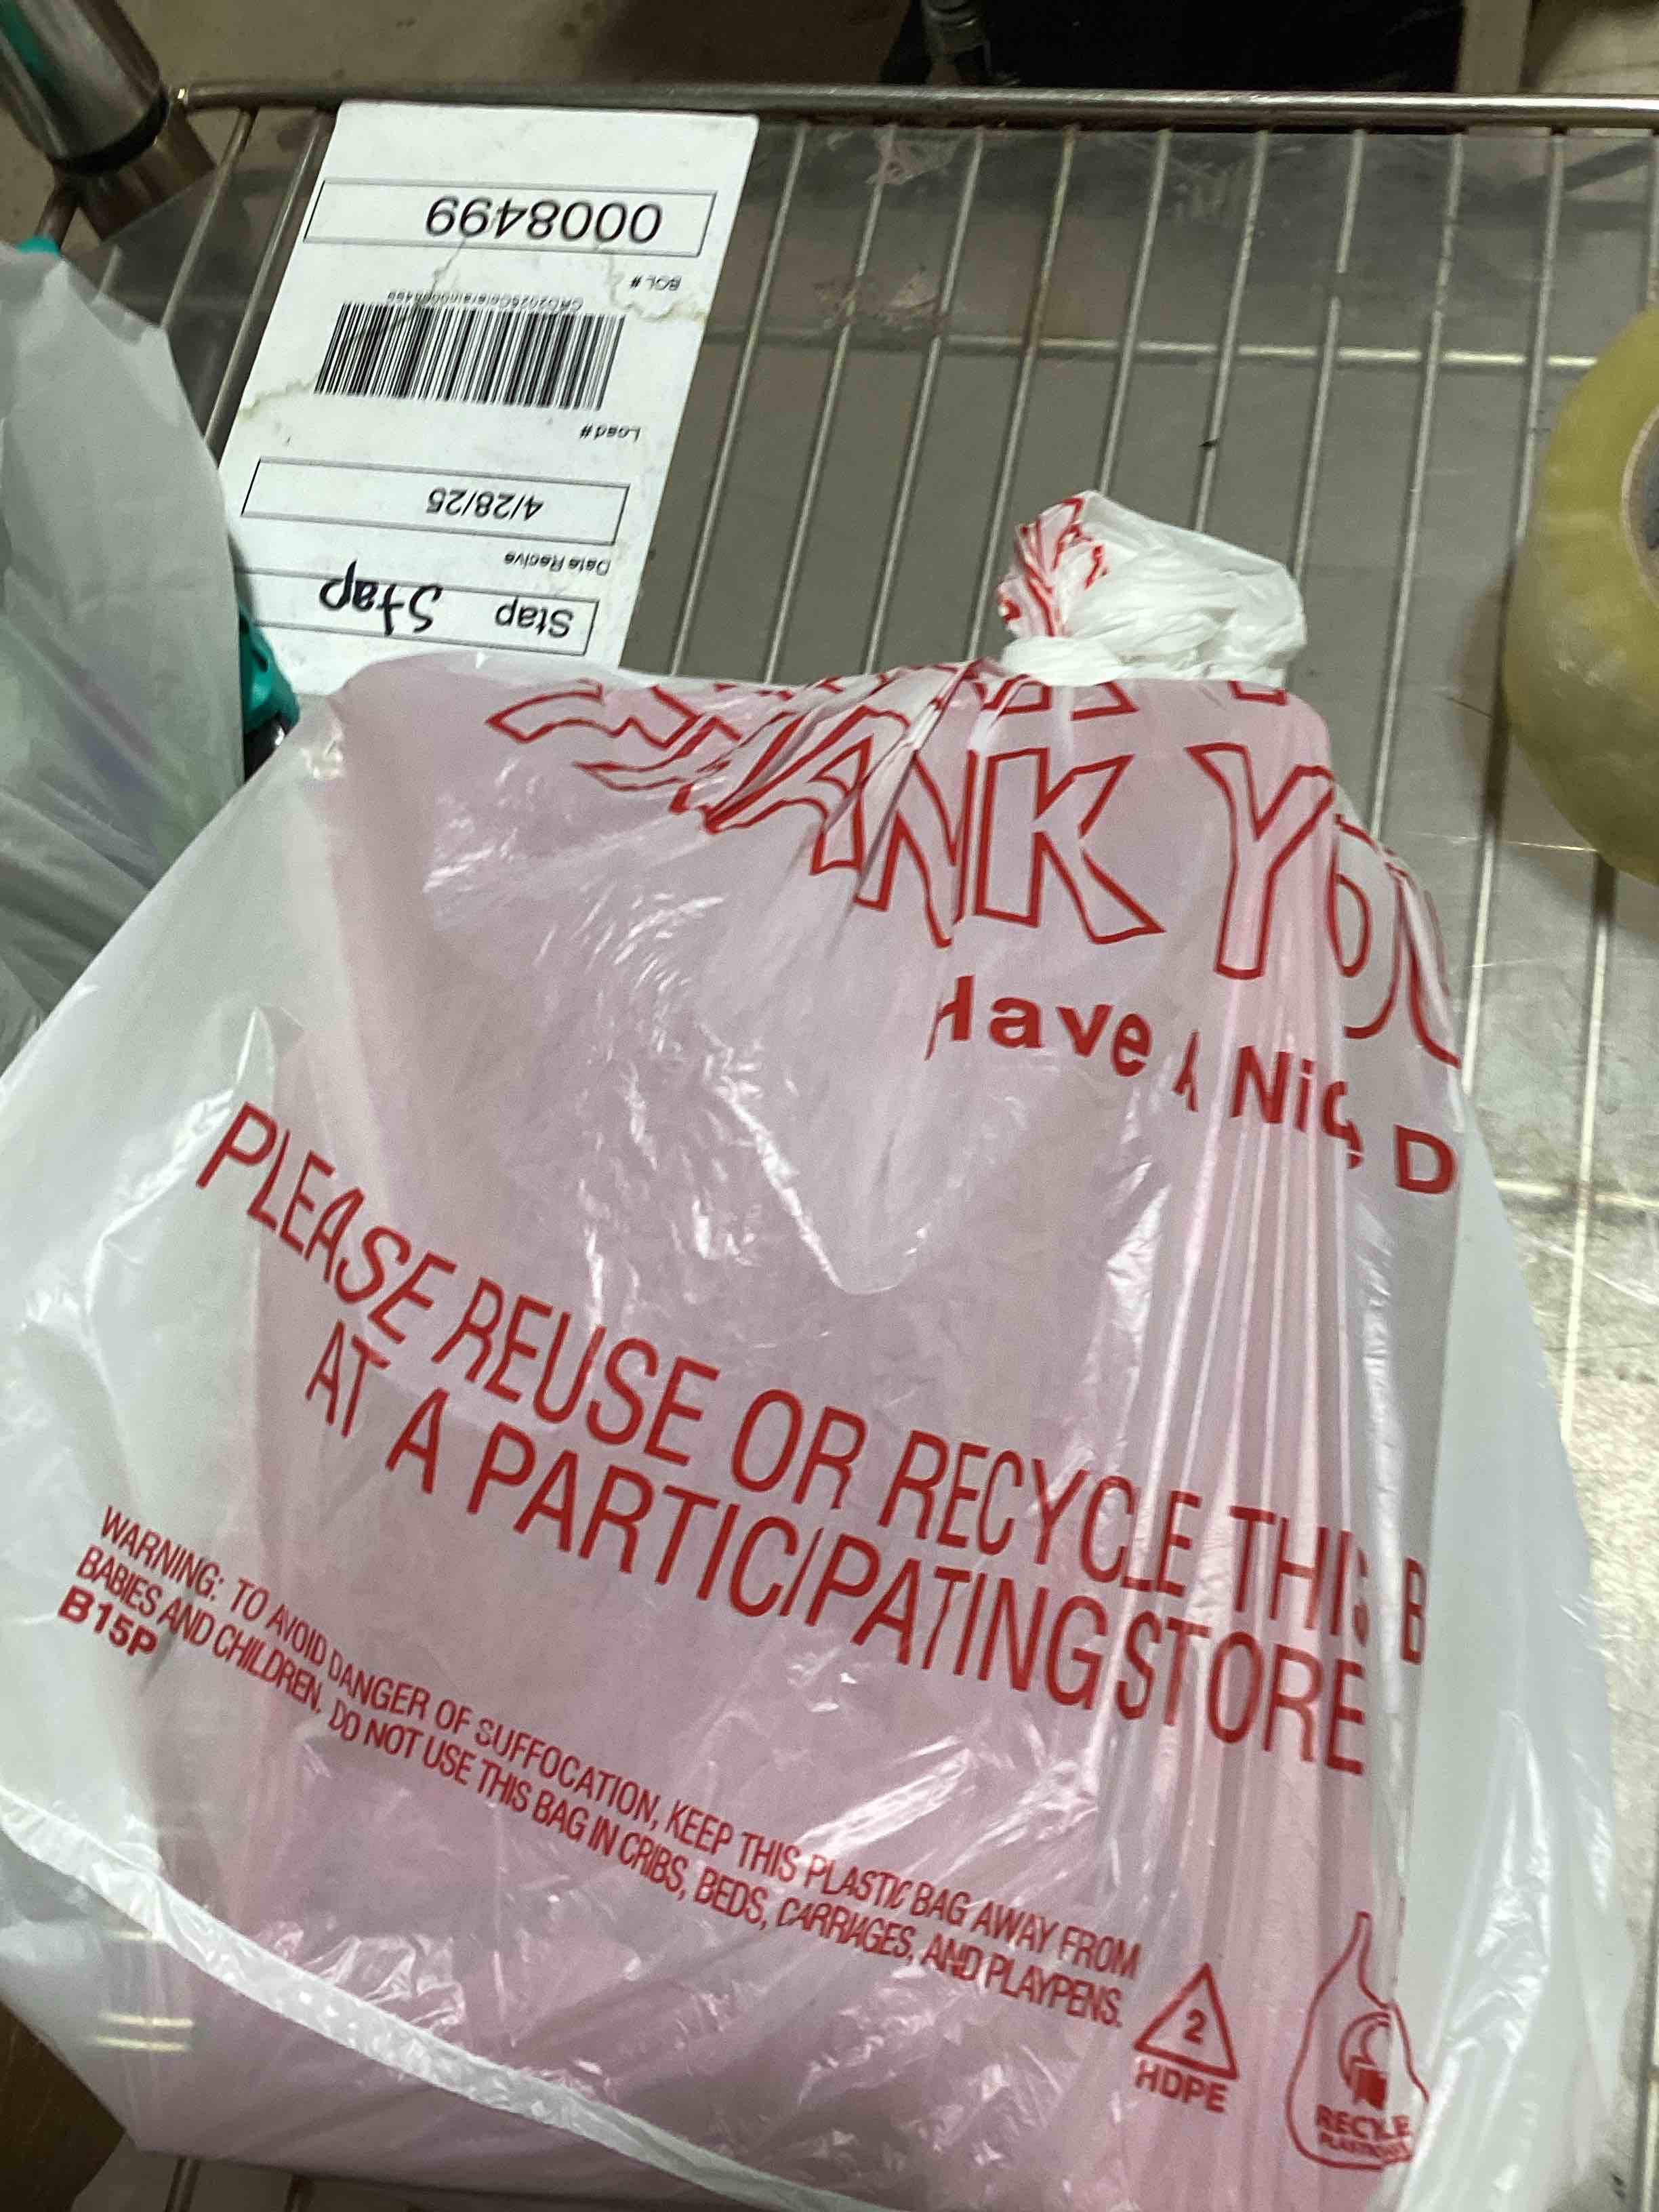 Stap Stap
Date Recive
4/28/25
Load #
BOL #
0008499
THANK YOU
Have A Nic D
PLEASE REUSE OR RECYCLE THIS B
AT A PARTICIPATING STORE
WARNING: TO AVOID DANGER OF SUFFOCATION, KEEP THIS PLASTIC BAG AWAY FROM
BABIES AND CHILDREN. DO NOT USE THIS BAG IN CRIBS, BEDS, CARRIAGES, AND PLAYPENS.
B15P
2
HDPE
RECYCLE